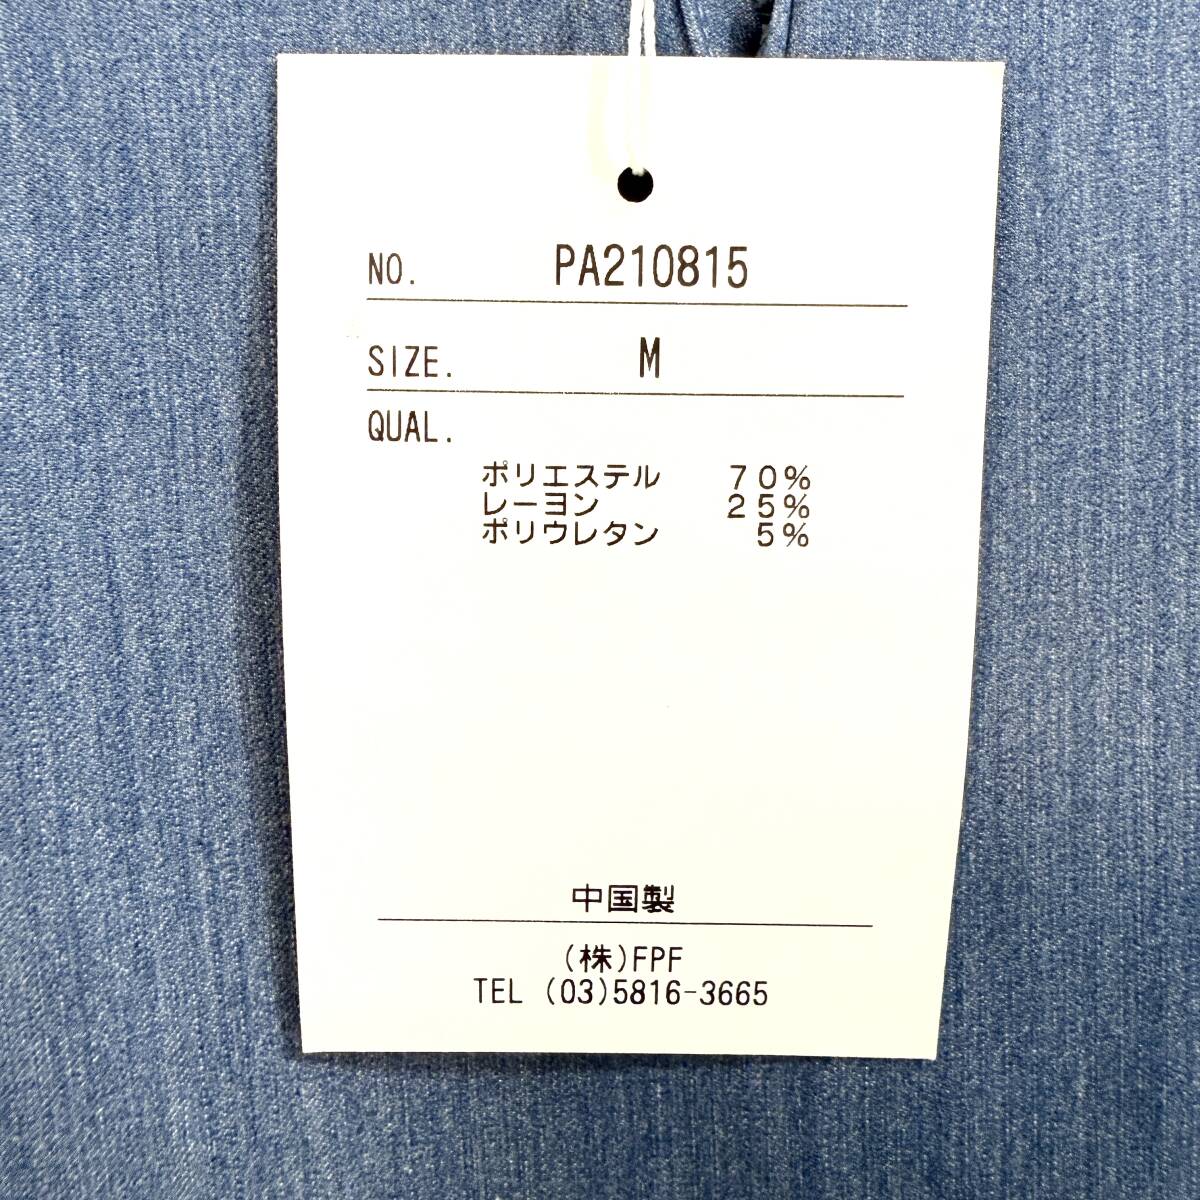 NO. PA210815
SIZE. M
QUAL.
ポリエステル 70%
レーヨン 25%
ポリウレタン 5%
中国製
(株)FPF
TEL (03)5816-3665